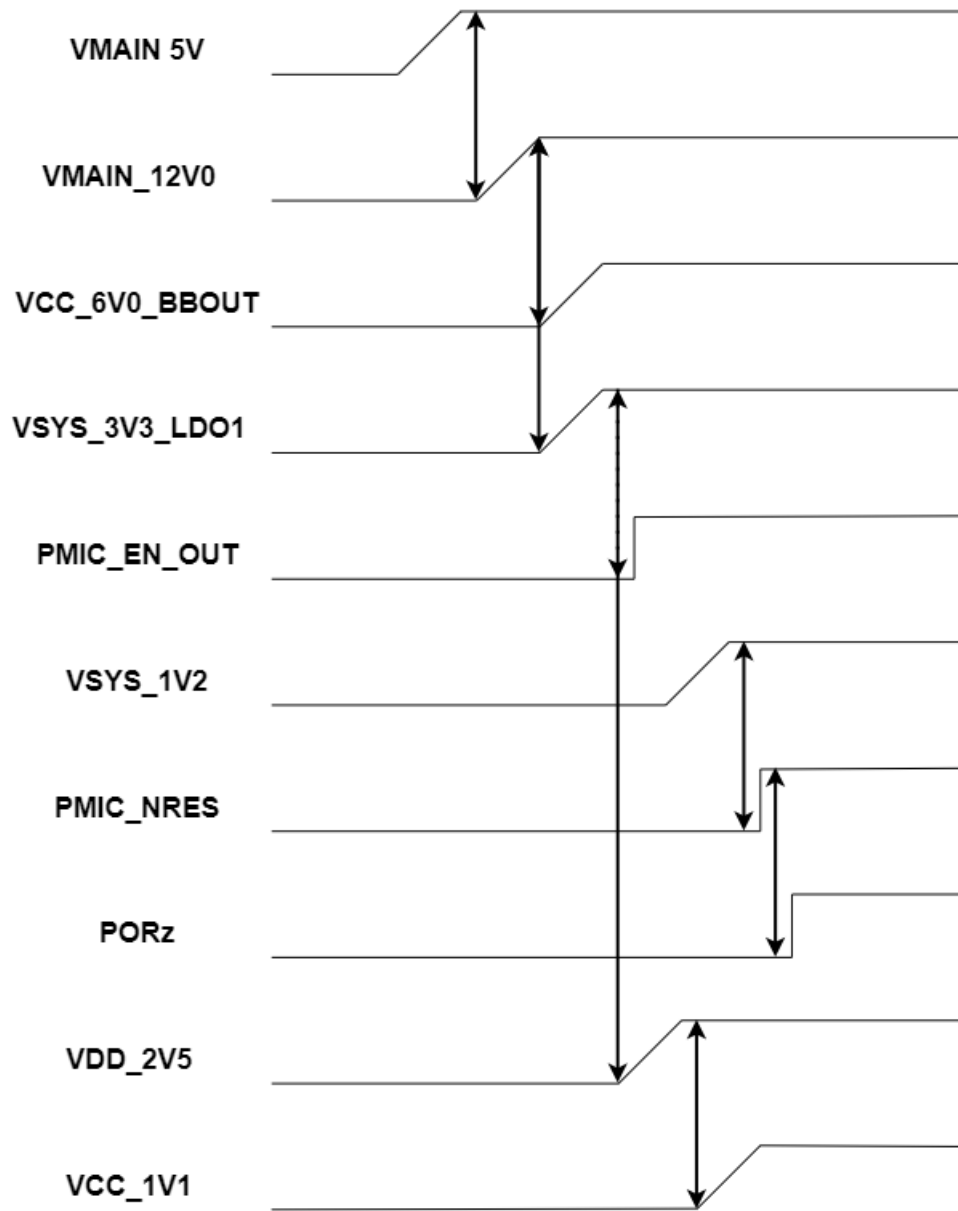 VMAIN 5V
VMAIN_12V0
VCC_6V0_BBOUT
VSYS_3V3_LDO1
PMIC_EN_OUT
VSYS_1V2
PMIC_NRES
PORz
VDD_2V5
VCC_1V1